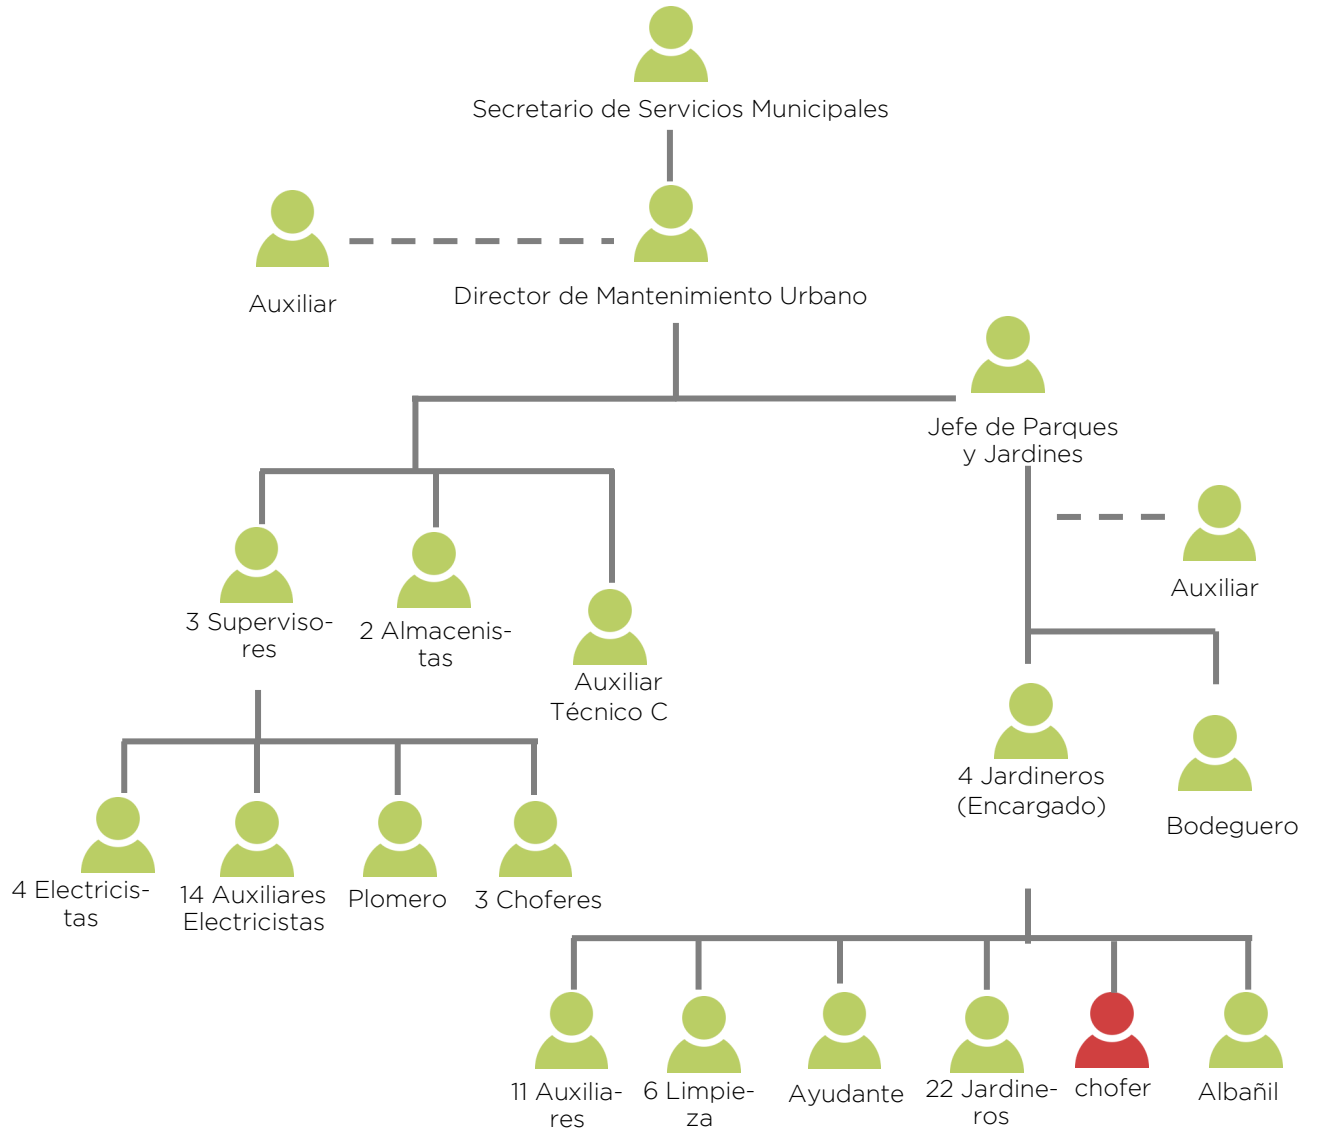 Secretario de Servicios Municipales
Auxiliar
Director de Mantenimiento Urbano
Jefe de Parques
y Jardines
Auxiliar
3 Superviso-
res
2 Almacenis-
tas
Auxiliar
Técnico C
4 Jardineros
(Encargado)
Bodeguero
4 Electricis-
tas
14 Auxiliares
Electricistas
Plomero
3 Choferes
11 Auxilia-
res
6 Limpie-
za
Ayudante
22 Jardine-
ros
chofer
Albañil